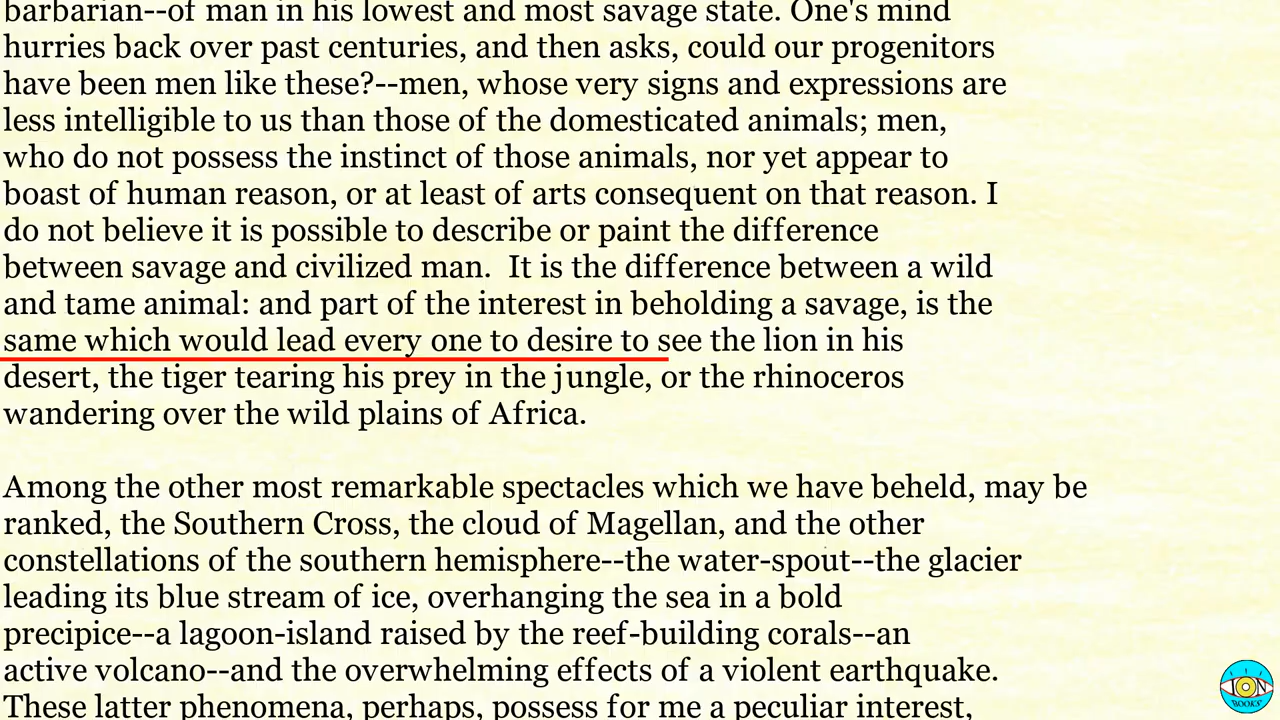 barbarian--of man in his lowest and most savage state. One's mind
hurries back over past centuries, and then asks, could our progenitors
have been men like these?--men, whose very signs and expressions are
less intelligible to us than those of the domesticated animals; men,
who do not possess the instinct of those animals, nor yet appear to
boast of human reason, or at least of arts consequent on that reason. I
do not believe it is possible to describe or paint the difference
between savage and civilized man.  It is the difference between a wild
and tame animal: and part of the interest in beholding a savage, is the
same which would lead every one to desire to see the lion in his
desert, the tiger tearing his prey in the jungle, or the rhinoceros
wandering over the wild plains of Africa.
Among the other most remarkable spectacles which we have beheld, may be
ranked, the Southern Cross, the cloud of Magellan, and the other
constellations of the southern hemisphere--the water-spout--the glacier
leading its blue stream of ice, overhanging the sea in a bold
precipice--a lagoon-island raised by the reef-building corals--an
active volcano--and the overwhelming effects of a violent earthquake.
These latter phenomena, perhaps, possess for me a peculiar interest,
ION
BOOKS